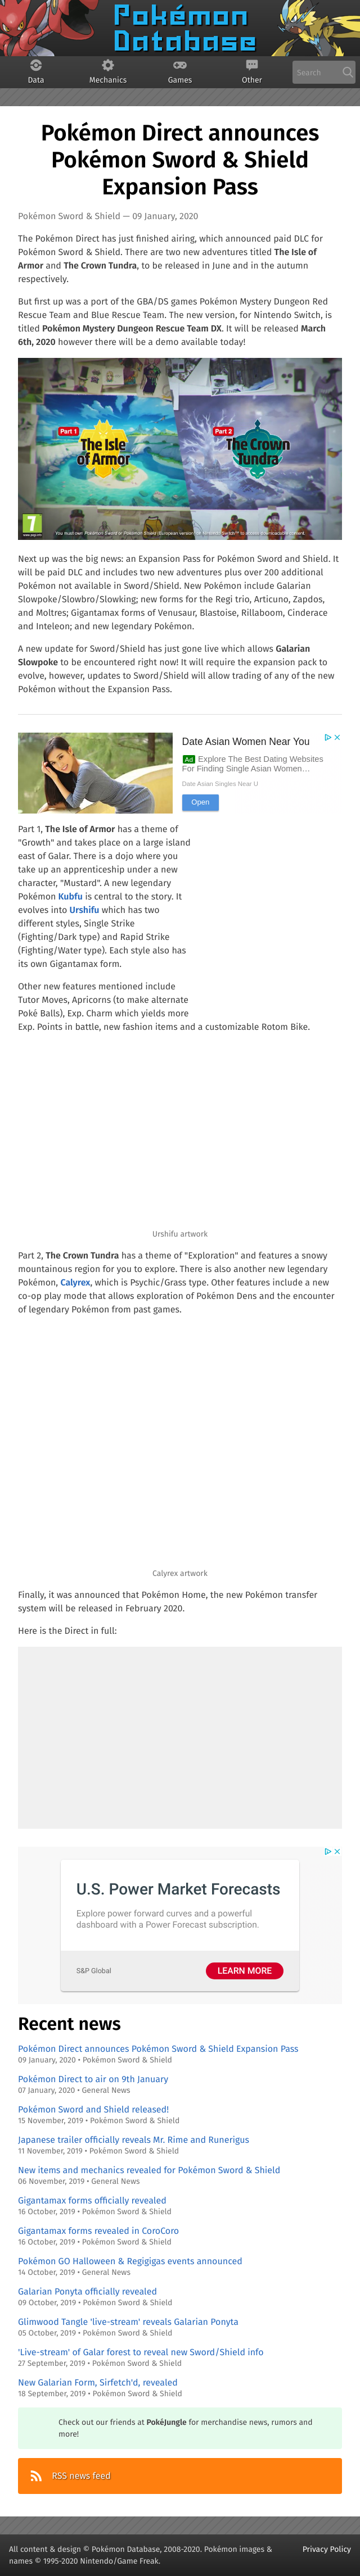 Pokémon
Database
Data
Mechanics
Games
Other
Search
Pokémon Direct announces
Pokémon Sword & Shield
Expansion Pass
Pokémon Sword & Shield — 09 January, 2020
The Pokémon Direct has just finished airing, which announced paid DLC for
Pokémon Sword & Shield. There are two new adventures titled The Isle of
Armor and The Crown Tundra, to be released in June and in the autumn
respectively.
But first up was a port of the GBA/DS games Pokémon Mystery Dungeon Red
Rescue Team and Blue Rescue Team. The new version, for Nintendo Switch, is
titled Pokémon Mystery Dungeon Rescue Team DX. It will be released March
6th, 2020 however there will be a demo available today!
Part 1
The Isle
of Armor
Part 2
The Crown
Tundra
7
Next up was the big news: an Expansion Pass for Pokémon Sword and Shield. It
will be paid DLC and includes two new adventures plus over 200 additional
Pokémon not available in Sword/Shield. New Pokémon include Galarian
Slowpoke/Slowbro/Slowking; new forms for the Regi trio, Articuno, Zapdos,
and Moltres; Gigantamax forms of Venusaur, Blastoise, Rillaboom, Cinderace
and Inteleon; and new legendary Pokémon.
A new update for Sword/Shield has just gone live which allows Galarian
Slowpoke to be encountered right now! It will require the expansion pack to
evolve, however, updates to Sword/Shield will allow trading of any of the new
Pokémon without the Expansion Pass.
Date Asian Women Near You
Ad Explore The Best Dating Websites
For Finding Single Asian Women…
Date Asian Singles Near U
Open
Part 1, The Isle of Armor has a theme of
"Growth" and takes place on a large island
east of Galar. There is a dojo where you
take up an apprenticeship under a new
character, "Mustard". A new legendary
Pokémon Kubfu is central to the story. It
evolves into Urshifu which has two
different styles, Single Strike
(Fighting/Dark type) and Rapid Strike
(Fighting/Water type). Each style also has
its own Gigantamax form.
Other new features mentioned include
Tutor Moves, Apricorns (to make alternate
Poké Balls), Exp. Charm which yields more
Exp. Points in battle, new fashion items and a customizable Rotom Bike.
Urshifu artwork
Part 2, The Crown Tundra has a theme of "Exploration" and features a snowy
mountainous region for you to explore. There is also another new legendary
Pokémon, Calyrex, which is Psychic/Grass type. Other features include a new
co-op play mode that allows exploration of Pokémon Dens and the encounter
of legendary Pokémon from past games.
Calyrex artwork
Finally, it was announced that Pokémon Home, the new Pokémon transfer
system will be released in February 2020.
Here is the Direct in full:
U.S. Power Market Forecasts
Explore power forward curves and a powerful
dashboard with a Power Forecast subscription.
S&P Global
LEARN MORE
Recent news
Pokémon Direct announces Pokémon Sword & Shield Expansion Pass
09 January, 2020 • Pokémon Sword & Shield
Pokémon Direct to air on 9th January
07 January, 2020 • General News
Pokémon Sword and Shield released!
15 November, 2019 • Pokémon Sword & Shield
Japanese trailer officially reveals Mr. Rime and Runerigus
11 November, 2019 • Pokémon Sword & Shield
New items and mechanics revealed for Pokémon Sword & Shield
06 November, 2019 • General News
Gigantamax forms officially revealed
16 October, 2019 • Pokémon Sword & Shield
Gigantamax forms revealed in CoroCoro
16 October, 2019 • Pokémon Sword & Shield
Pokémon GO Halloween & Regigigas events announced
14 October, 2019 • General News
Galarian Ponyta officially revealed
09 October, 2019 • Pokémon Sword & Shield
Glimwood Tangle 'live-stream' reveals Galarian Ponyta
05 October, 2019 • Pokémon Sword & Shield
'Live-stream' of Galar forest to reveal new Sword/Shield info
27 September, 2019 • Pokémon Sword & Shield
New Galarian Form, Sirfetch'd, revealed
18 September, 2019 • Pokémon Sword & Shield
Check out our friends at PokéJungle for merchandise news, rumors and
more!
RSS news feed
All content & design © Pokémon Database, 2008-2020. Pokémon images &
names © 1995-2020 Nintendo/Game Freak.
Privacy Policy